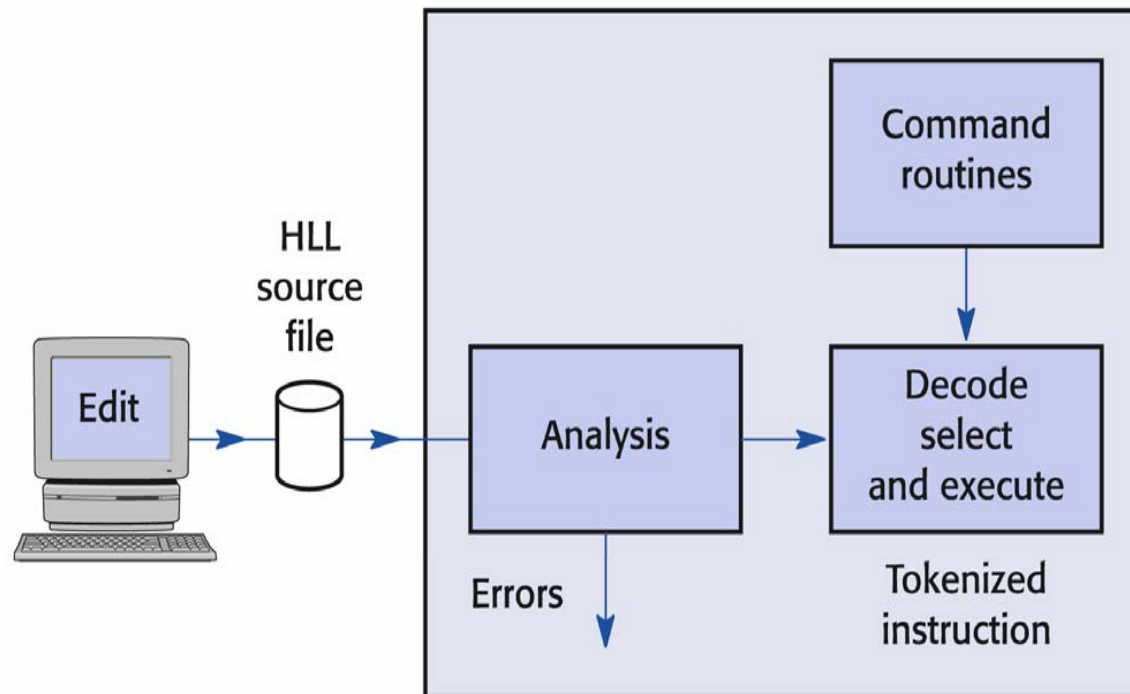 Edit
HLL
source
file
Analysis
Errors
Command
routines
Decode
select
and execute
Tokenized
instruction